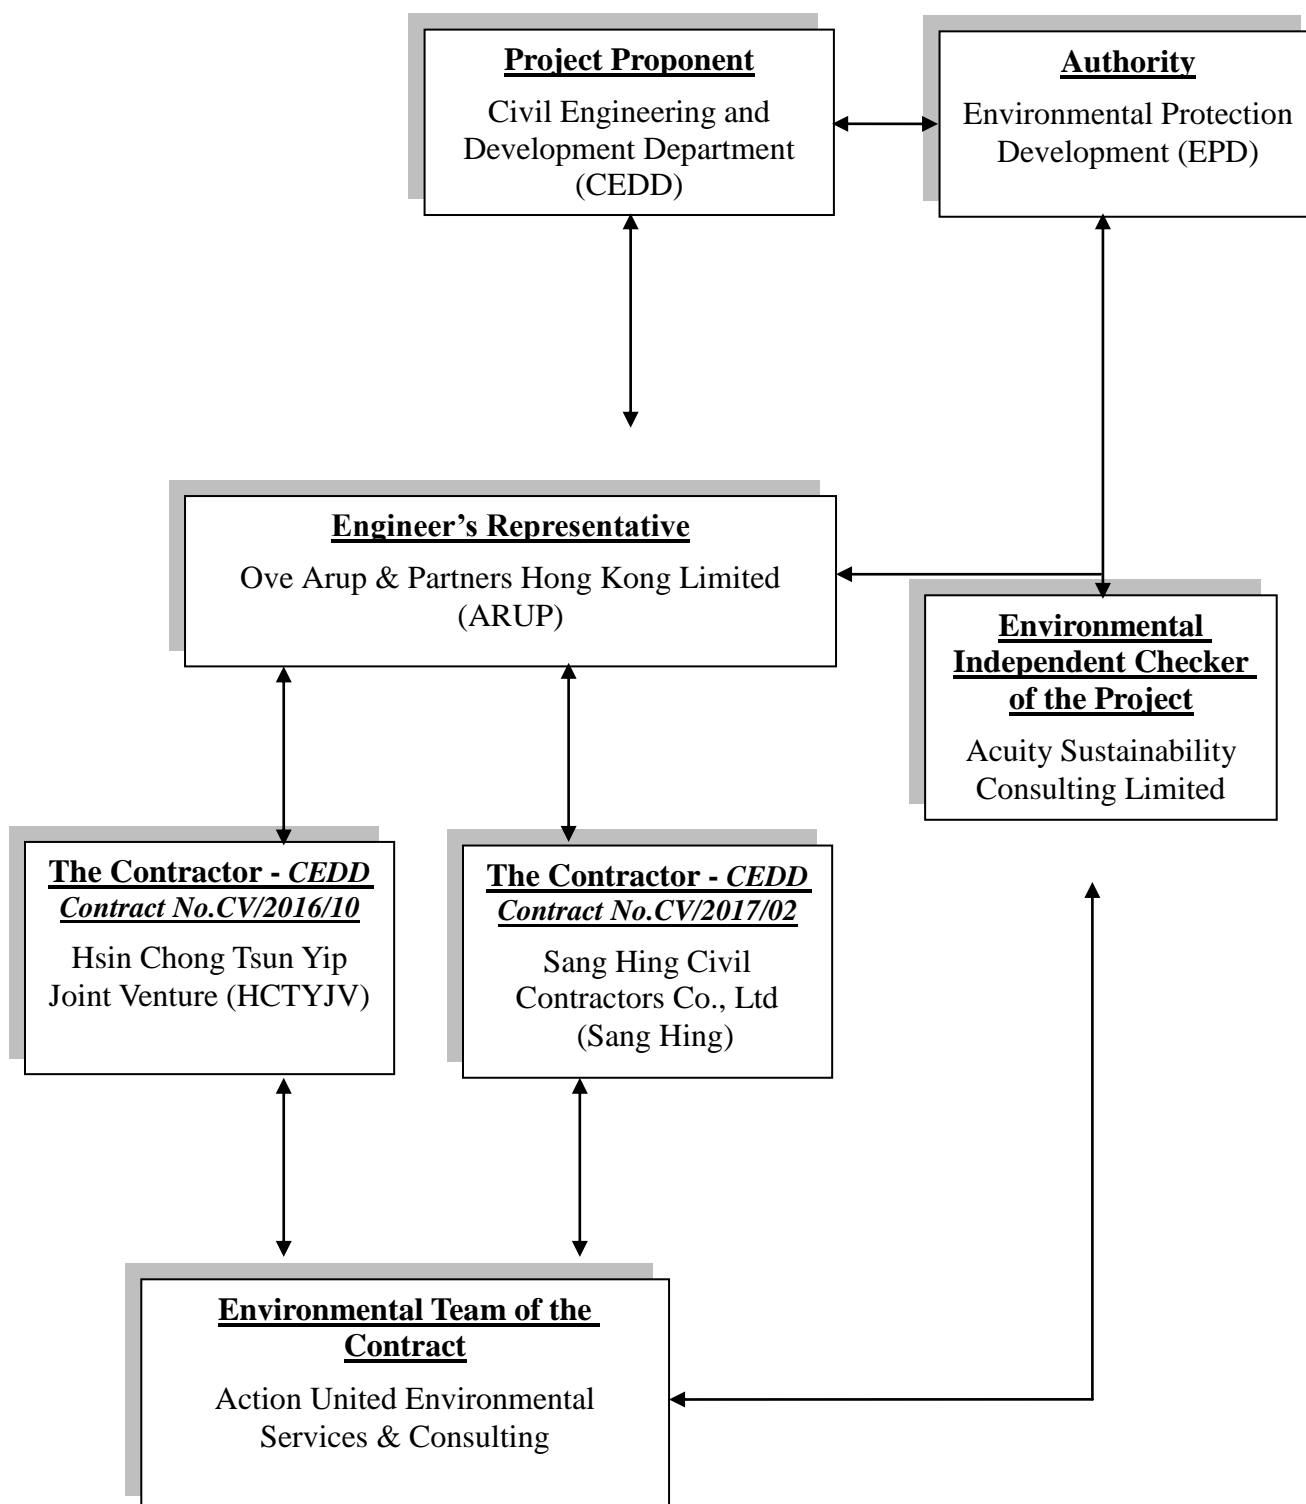 Project Proponent
Civil Engineering and
Development Department
(CEDD)
Authority
Environmental Protection
Development (EPD)
Engineer’s Representative
Ove Arup & Partners Hong Kong Limited
(ARUP)
Environmental
Independent Checker
of the Project
Acuity Sustainability
Consulting Limited
The Contractor - CEDD
Contract No.CV/2016/10
Hsin Chong Tsun Yip
Joint Venture (HCTYJV)
The Contractor - CEDD
Contract No.CV/2017/02
Sang Hing Civil
Contractors Co., Ltd
(Sang Hing)
Environmental Team of the
Contract
Action United Environmental
Services & Consulting